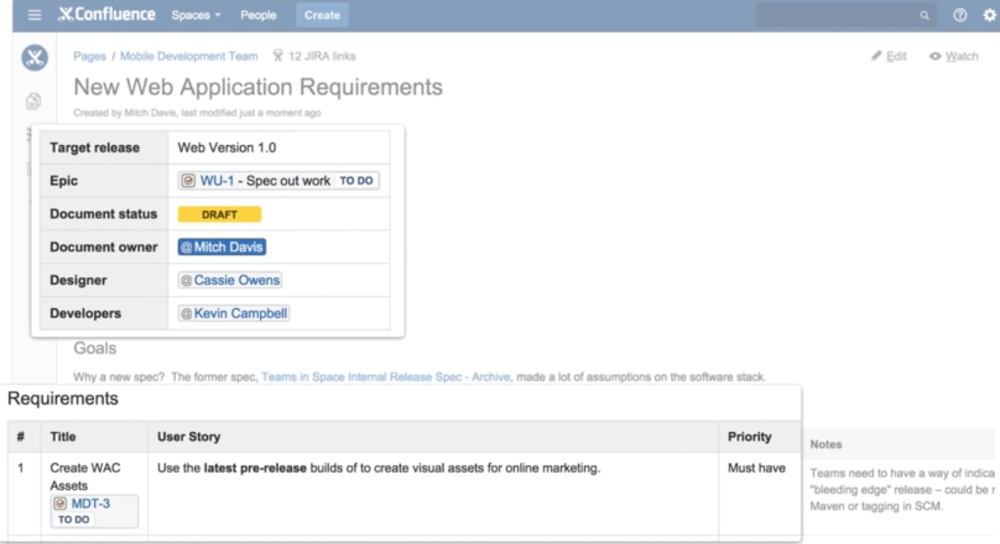 Confluence Spaces People Create
Pages / Mobile Development Team 12 JIRA links Edit Watch
New Web Application Requirements
Created by Mitch Davis, last modified just a moment ago
Target release Web Version 1.0
Epic WU-1 - Spec out work TO DO
Document status DRAFT
Document owner @Mitch Davis
Designer @Cassie Owens
Developers @Kevin Campbell
Goals
Why a new spec? The former spec, Teams in Space Internal Release Spec - Archive, made a lot of assumptions on the software stack.
Requirements
# Title User Story Priority Notes
1 Create WAC Assets MDT-3 TO DO
Use the latest pre-release builds of to create visual assets for online marketing.
Must have
Teams need to have a way of indica
"bleeding edge" release – could be r
Maven or tagging in SCM.